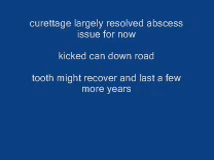 curettage largely resolved abscess
issue for now
kicked can down road
tooth might recover and last a few
more years